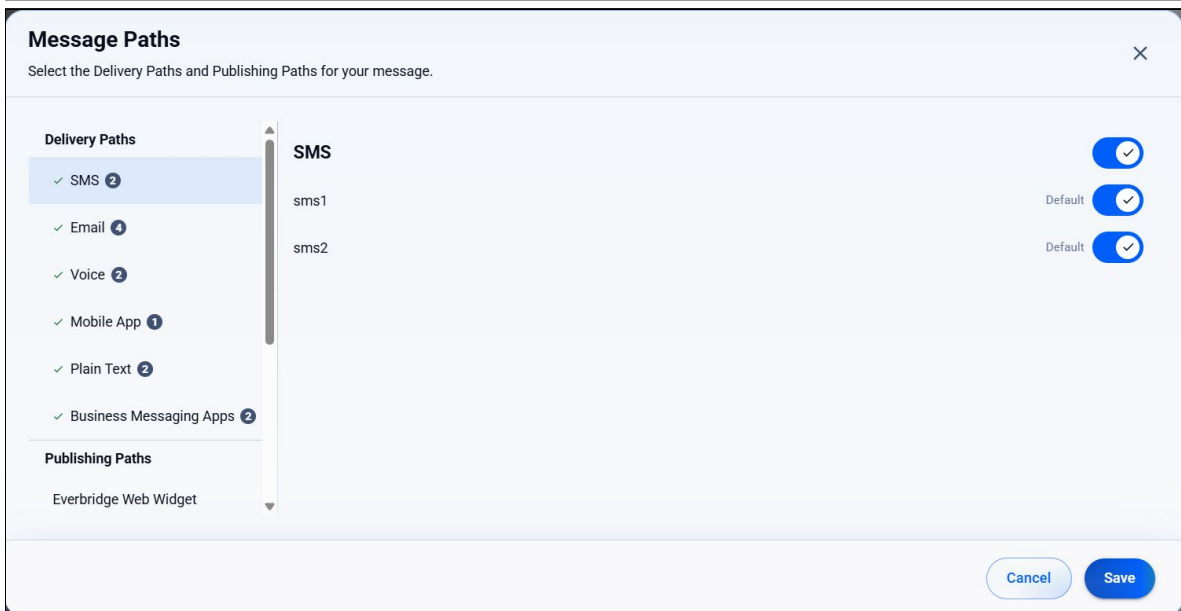 Message Paths
Select the Delivery Paths and Publishing Paths for your message.
Delivery Paths
SMS 2
Email 4
Voice 2
Mobile App 1
Plain Text 2
Business Messaging Apps 2
Publishing Paths
Everbridge Web Widget
SMS
sms1 Default
sms2 Default
Cancel Save